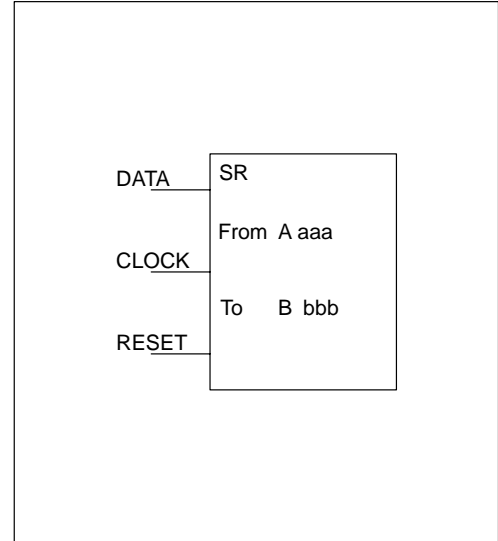 DATA
SR
From A aaa
CLOCK
To B bbb
RESET